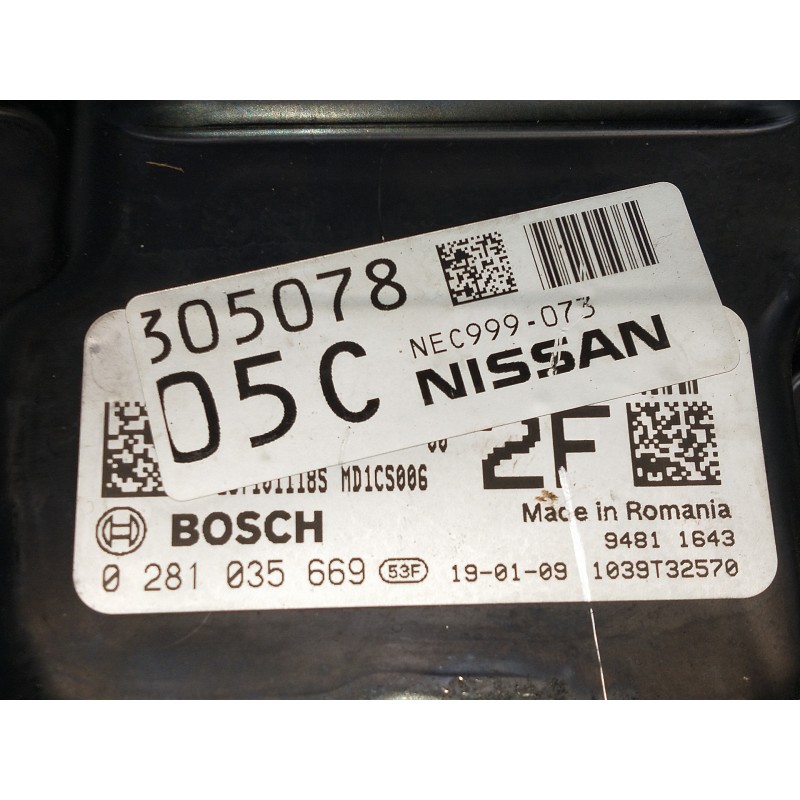 305078
05C
NEC999-073
NISSAN
2F
MD1CS006
BOSCH
Made in Romania
9481 1643
0 281 035 669 53F 19-01-09 1039T32570